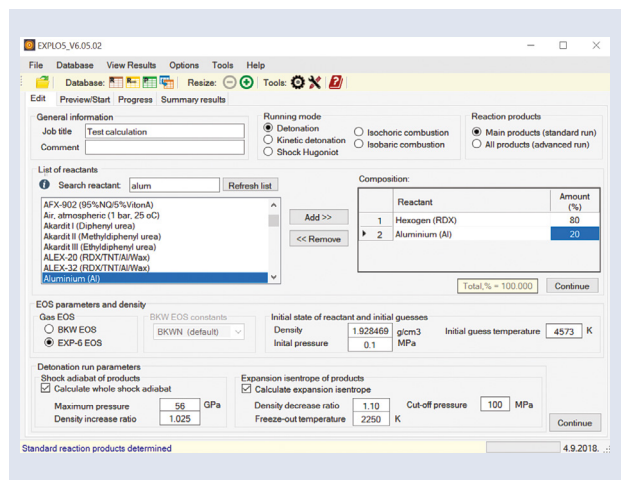 EXPLO5_V6.05.02
File Database View Results Options Tools Help
Database: Resize: Tools:
Edit Preview/Start Progress Summary results
General information
Job title Test calculation
Comment
Running mode
Detonation
Kinetic detonation
Shock Hugoniot
Isochoric combustion
Isobaric combustion
Reaction products
Main products (standard run)
All products (advanced run)
List of reactants
Search reactant: alum Refresh list
AFX-902 (95%NQ/5%VitonA)
Air, atmospheric (1 bar, 25 oC)
Akardit I (Diphenyl urea)
Akardit II (Methyldiphenyl urea)
Akardit III (Ethyldiphenyl urea)
ALEX-20 (RDX/TNT/Al/Wax)
ALEX-32 (RDX/TNT/Al/Wax)
Aluminium (Al)
Add >>
<< Remove
Composition:
Reactant Amount (%)
1 Hexogen (RDX) 80
2 Aluminium (Al) 20
Total,% = 100.000 Continue
EOS parameters and density
Gas EOS
BKW EOS
EXP-6 EOS
BKW EOS constants
BKWN (default)
Initial state of reactant and initial guesses
Density 1.928469 g/cm3
Inital pressure 0.1 MPa
Initial guess temperature 4573 K
Detonation run parameters
Shock adiabat of products
Calculate whole shock adiabat
Maximum pressure 56 GPa
Density increase ratio 1.025
Expansion isentrope of products
Calculate expansion isentrope
Density decrease ratio 1.10 Cut-off pressure 100 MPa
Freeze-out temperature 2250 K
Continue
Standard reaction products determined 4.9.2018.